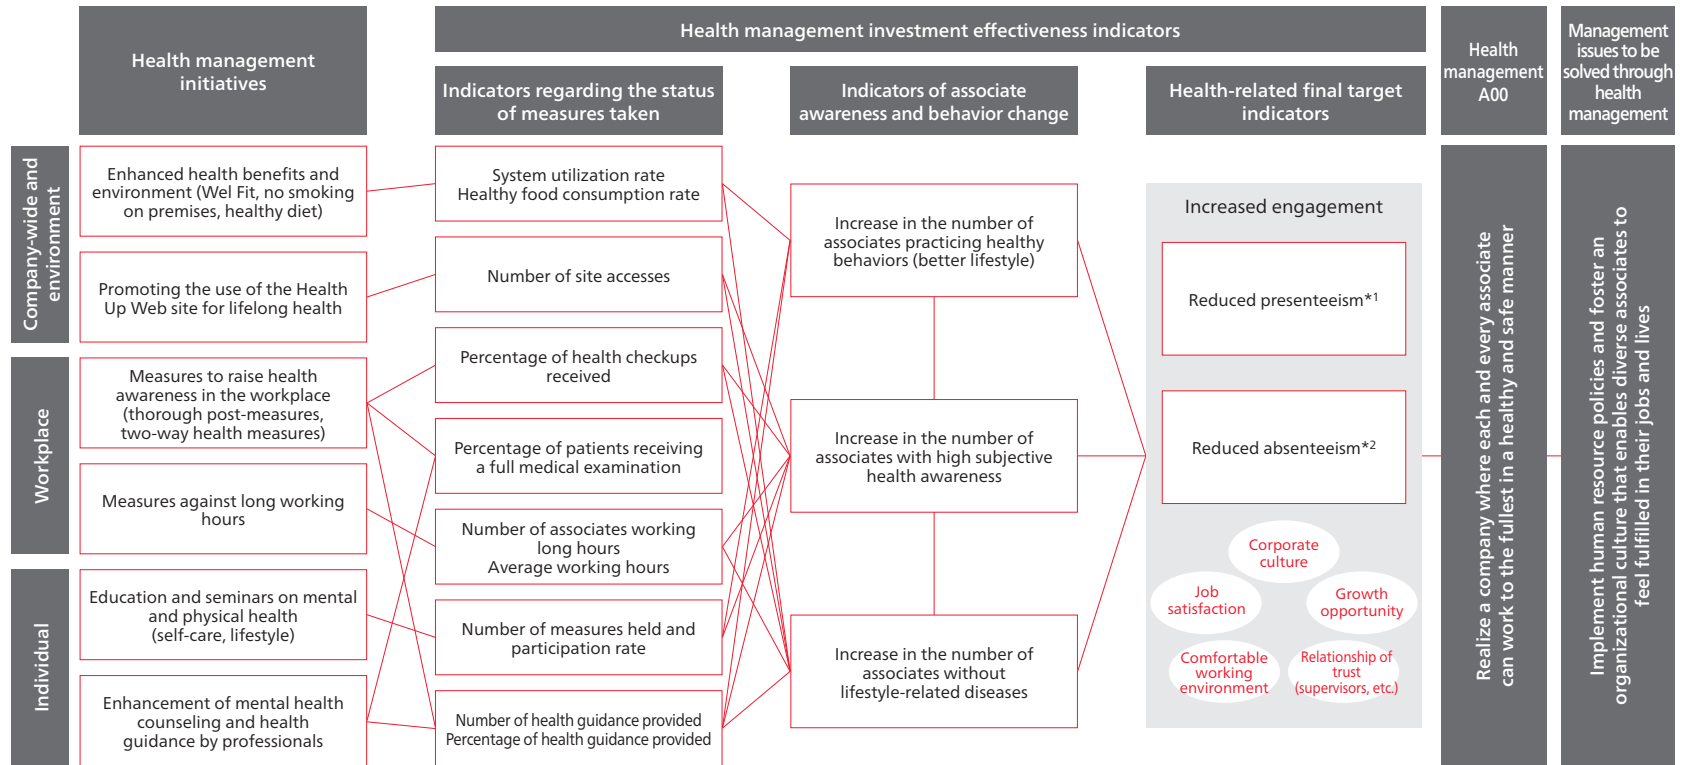 Health management
initiatives
Health management investment effectiveness indicators
Indicators regarding the status
of measures taken
Indicators of associate
awareness and behavior change
Health-related final target
indicators
Health
management
A00
Management
issues to be
solved through
health
management
Company-wide and
environment
Enhanced health benefits and
environment (Wel Fit, no smoking
on premises, healthy diet)
Promoting the use of the Health
Up Web site for lifelong health
Workplace
Measures to raise health
awareness in the workplace
(thorough post-measures,
two-way health measures)
Measures against long working
hours
Individual
Education and seminars on mental
and physical health
(self-care, lifestyle)
Enhancement of mental health
counseling and health
guidance by professionals
System utilization rate
Healthy food consumption rate
Number of site accesses
Percentage of health checkups
received
Percentage of patients receiving
a full medical examination
Number of associates working
long hours
Average working hours
Number of measures held and
participation rate
Number of health guidance provided
Percentage of health guidance provided
Increase in the number of
associates practicing healthy
behaviors (better lifestyle)
Increase in the number of
associates with high subjective
health awareness
Increase in the number of
associates without
lifestyle-related diseases
Increased engagement
Reduced presenteeism*1
Reduced absenteeism*2
Corporate
culture
Job
satisfaction
Growth
opportunity
Comfortable
working
environment
Relationship of
trust
(supervisors, etc.)
Realize a company where each and every associate
can work to the fullest in a healthy and safe manner
Implement human resource policies and foster an
organizational culture that enables diverse associates to
feel fulfilled in their jobs and lives